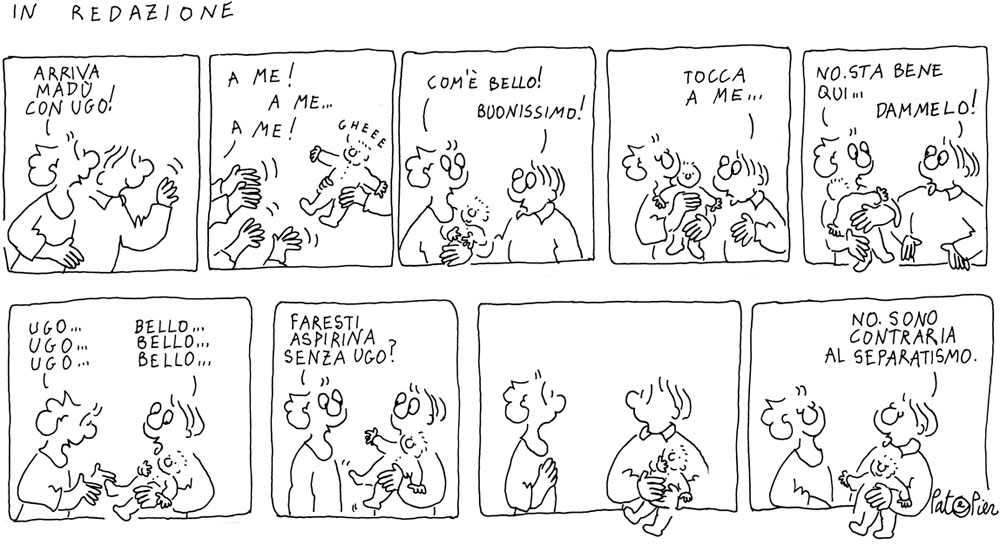 IN REDAZIONE
ARRIVA
MADÙ
CON UGO!
A ME!
A ME...
A ME!
GHEEE
COM'È BELLO!
BUONISSIMO!
TOCCA
A ME...
NO. STA BENE
QUI...
DAMMELO!
UGO...
UGO...
UGO...
BELLO...
BELLO...
BELLO...
FARESTI
ASPIRINA
SENZA UGO?
NO. SONO
CONTRARIA
AL SEPARATISMO.
Pat Pier